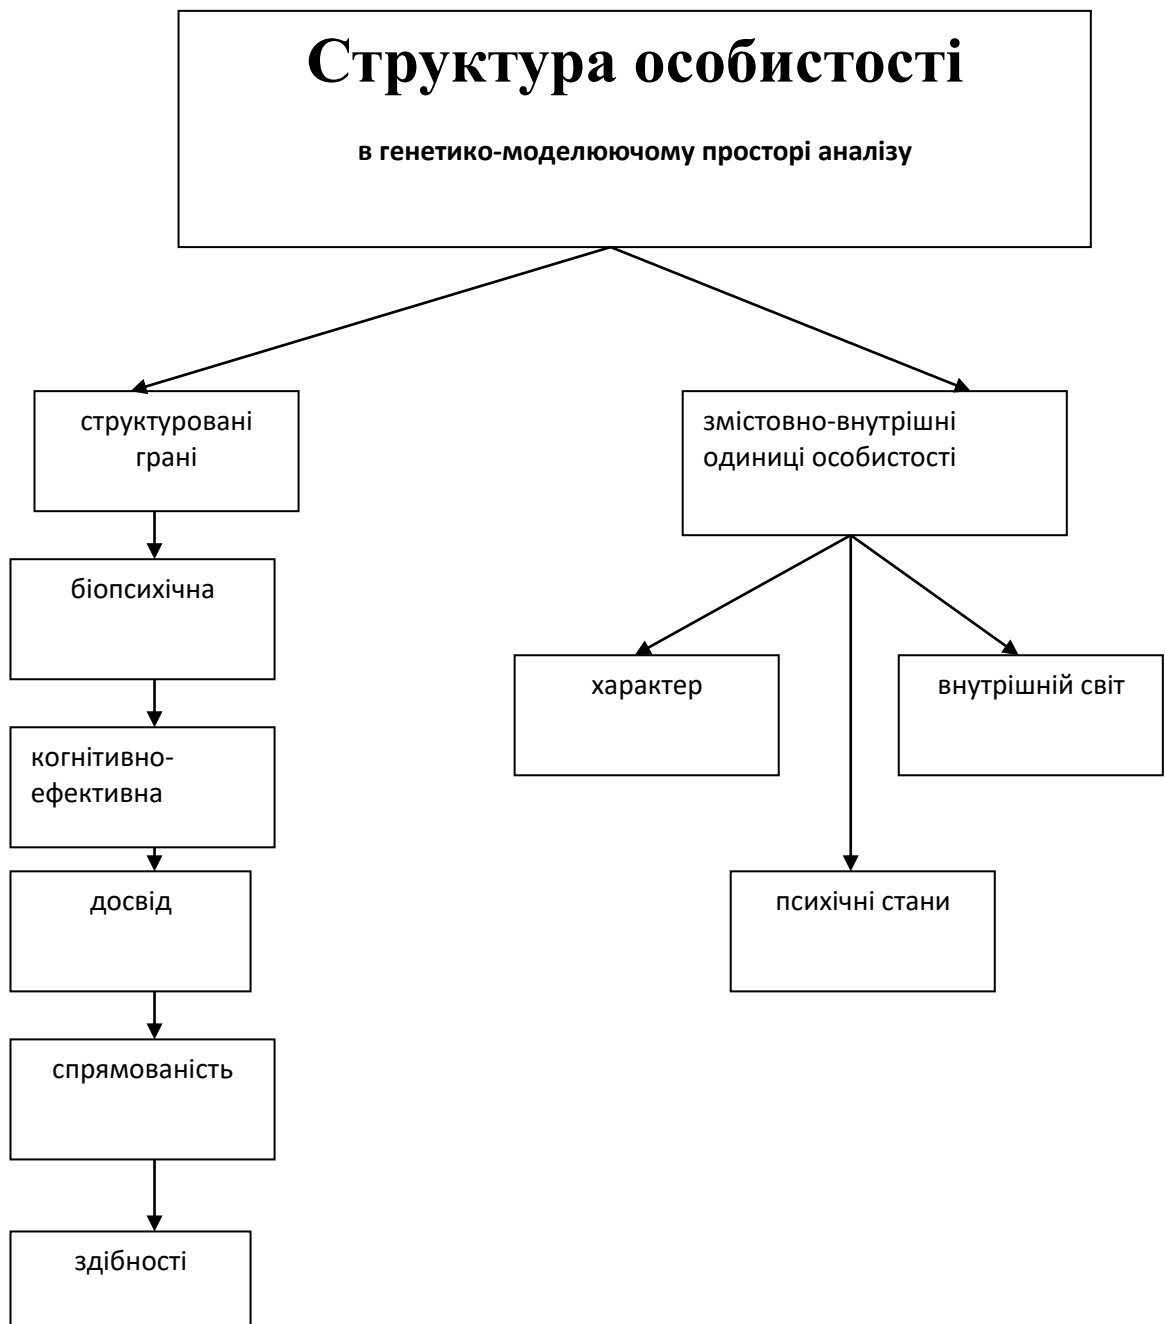 Структура особистості
в генетико-моделюючому просторі аналізу
структуровані
грані
біопсихічна
когнітивно-
ефективна
досвід
спрямованість
здібності
змістовно-внутрішні
одиниці особистості
характер
внутрішній світ
психічні стани